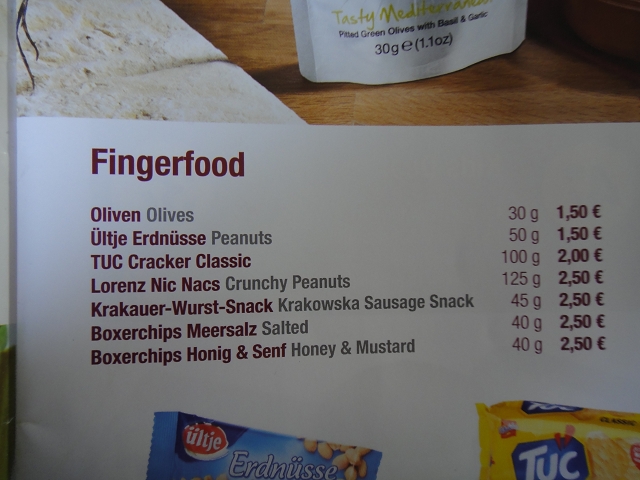 Tasty
Pitted Green Olives with Basil & Garlic
30g e (1.1oz)
Fingerfood
Oliven Olives 30 g 1,50 €
Ültje Erdnüsse Peanuts 50 g 1,50 €
TUC Cracker Classic 100 g 2,00 €
Lorenz Nic Nacs Crunchy Peanuts 125 g 2,50 €
Krakauer-Wurst-Snack Krakowska Sausage Snack 45 g 2,50 €
Boxerchips Meersalz Salted 40 g 2,50 €
Boxerchips Honig & Senf Honey & Mustard 40 g 2,50 €
ültje
Erdnüsse
TUC
CLASSIC